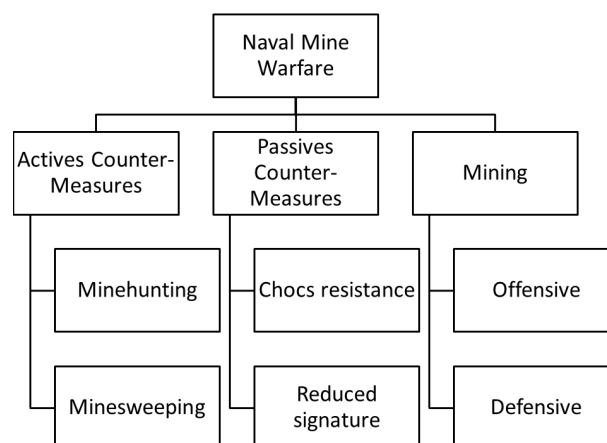 Naval Mine
Warfare
Actives Counter-
Measures
Passives
Counter-
Measures
Mining
Minehunting
Chocs resistance
Offensive
Minesweeping
Reduced
signature
Defensive